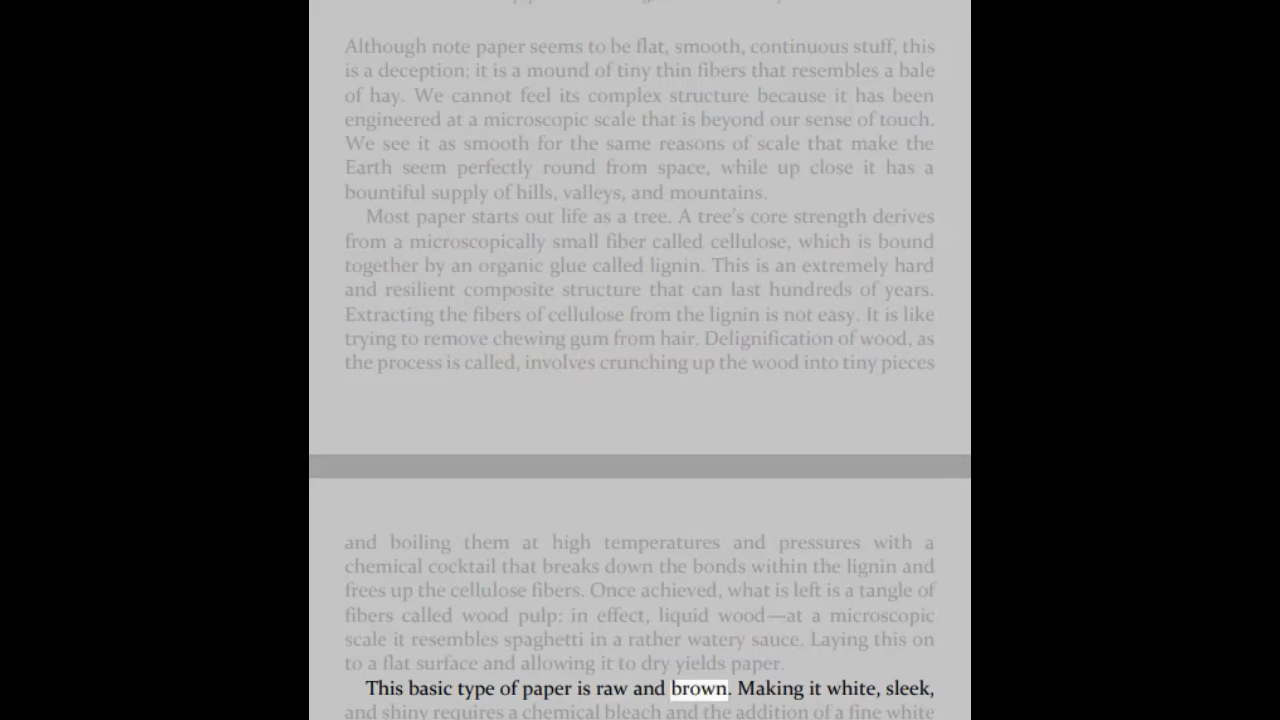 Although note paper seems to be flat, smooth, continuous stuff, this
is a deception: it is a mound of tiny thin fibers that resembles a bale
of hay. We cannot feel its complex structure because it has been
engineered at a microscopic scale that is beyond our sense of touch.
We see it as smooth for the same reasons of scale that make the
Earth seem perfectly round from space, while up close it has a
bountiful supply of hills, valleys, and mountains.
Most paper starts out life as a tree. A tree’s core strength derives
from a microscopically small fiber called cellulose, which is bound
together by an organic glue called lignin. This is an extremely hard
and resilient composite structure that can last hundreds of years.
Extracting the fibers of cellulose from the lignin is not easy. It is like
trying to remove chewing gum from hair. Delignification of wood, as
the process is called, involves crunching up the wood into tiny pieces
and boiling them at high temperatures and pressures with a
chemical cocktail that breaks down the bonds within the lignin and
frees up the cellulose fibers. Once achieved, what is left is a tangle of
fibers called wood pulp: in effect, liquid wood—at a microscopic
scale it resembles spaghetti in a rather watery sauce. Laying this on
to a flat surface and allowing it to dry yields paper.
This basic type of paper is raw and brown. Making it white, sleek,
and shiny requires a chemical bleach and the addition of a fine white